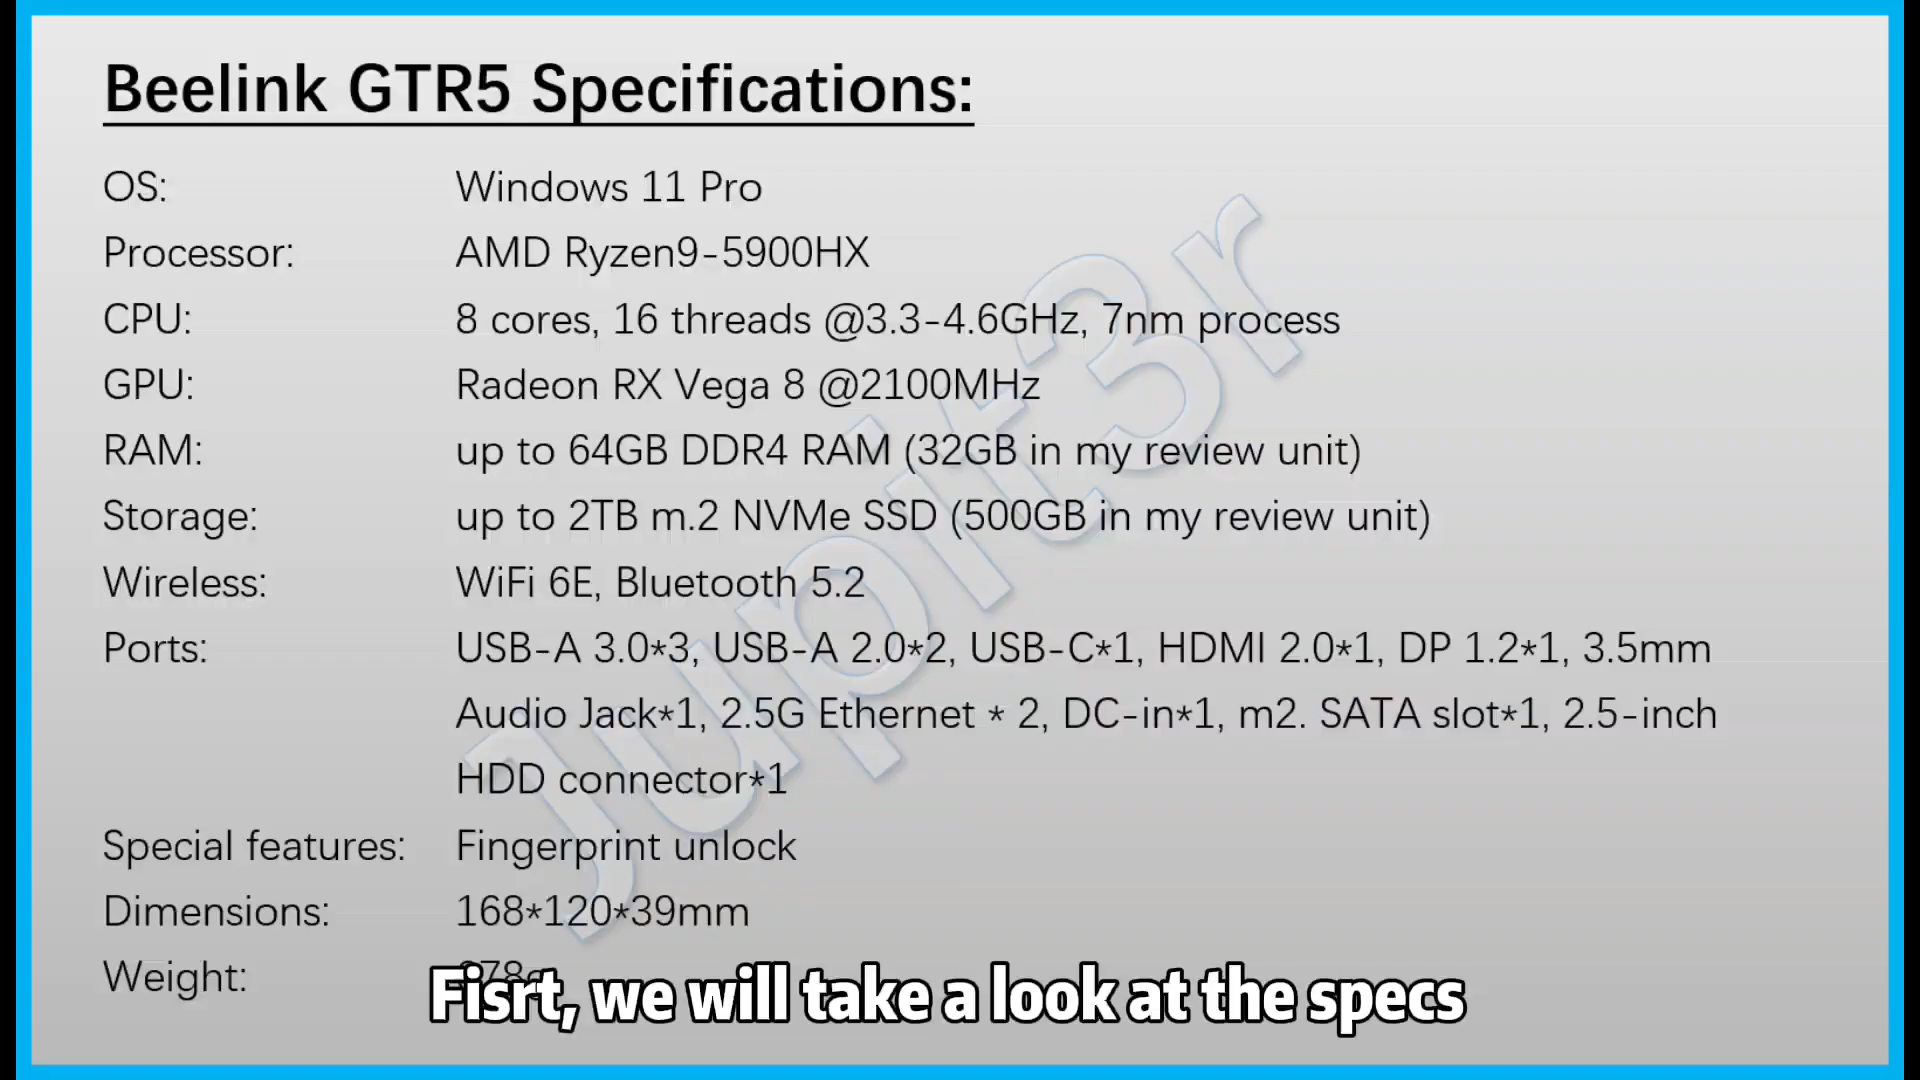 Beelink GTR5 Specifications:
OS: Windows 11 Pro
Processor: AMD Ryzen9-5900HX
CPU: 8 cores, 16 threads @3.3-4.6GHz, 7nm process
GPU: Radeon RX Vega 8 @2100MHz
RAM: up to 64GB DDR4 RAM (32GB in my review unit)
Storage: up to 2TB m.2 NVMe SSD (500GB in my review unit)
Wireless: WiFi 6E, Bluetooth 5.2
Ports: USB-A 3.0*3, USB-A 2.0*2, USB-C*1, HDMI 2.0*1, DP 1.2*1, 3.5mm
Audio Jack*1, 2.5G Ethernet * 2, DC-in*1, m2. SATA slot*1, 2.5-inch
HDD connector*1
Special features: Fingerprint unlock
Dimensions: 168*120*39mm
Weight:
Fisrt, we will take a look at the specs
Jupit3r